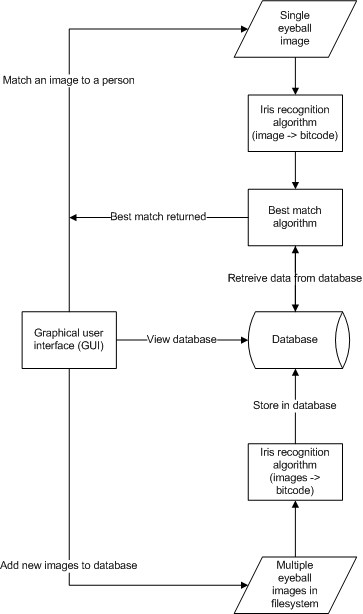 Single
eyeball
image
Match an image to a person
Iris recognition
algorithm
(image -> bitcode)
Best match returned
Best match
algorithm
Retreive data from database
Graphical user
interface (GUI)
View database
Database
Store in database
Iris recognition
algorithm
(images ->
bitcode)
Add new images to database
Multiple
eyeball
images in
filesystem